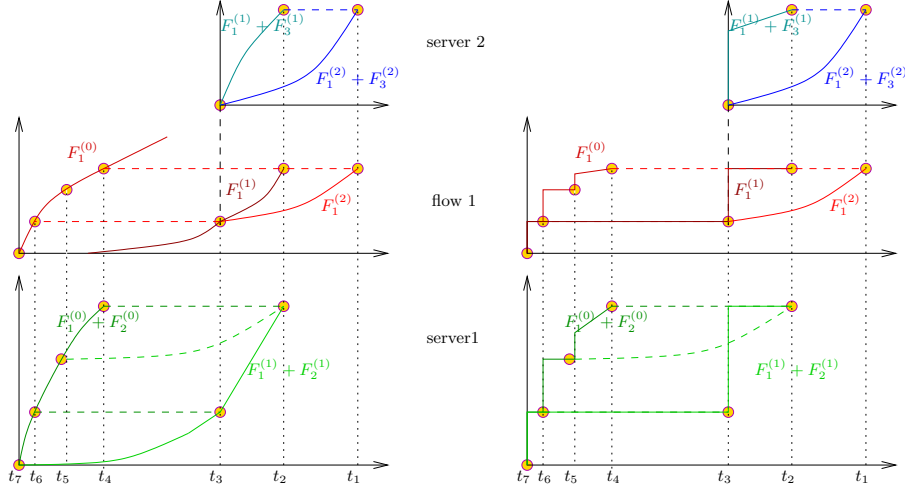 F_1^{(1)} + F_3^{(1)}
F_1^{(2)} + F_3^{(2)}
server 2
F_1^{(1)} + F_3^{(1)}
F_1^{(2)} + F_3^{(2)}
F_1^{(0)}
F_1^{(1)}
F_1^{(2)}
flow 1
F_1^{(0)}
F_1^{(1)}
F_1^{(2)}
F_1^{(0)} + F_2^{(0)}
F_1^{(1)} + F_2^{(1)}
server1
F_1^{(0)} + F_2^{(0)}
F_1^{(1)} + F_2^{(1)}
t_7 t_6 t_5 t_4 t_3 t_2 t_1
t_7 t_6 t_5 t_4 t_3 t_2 t_1